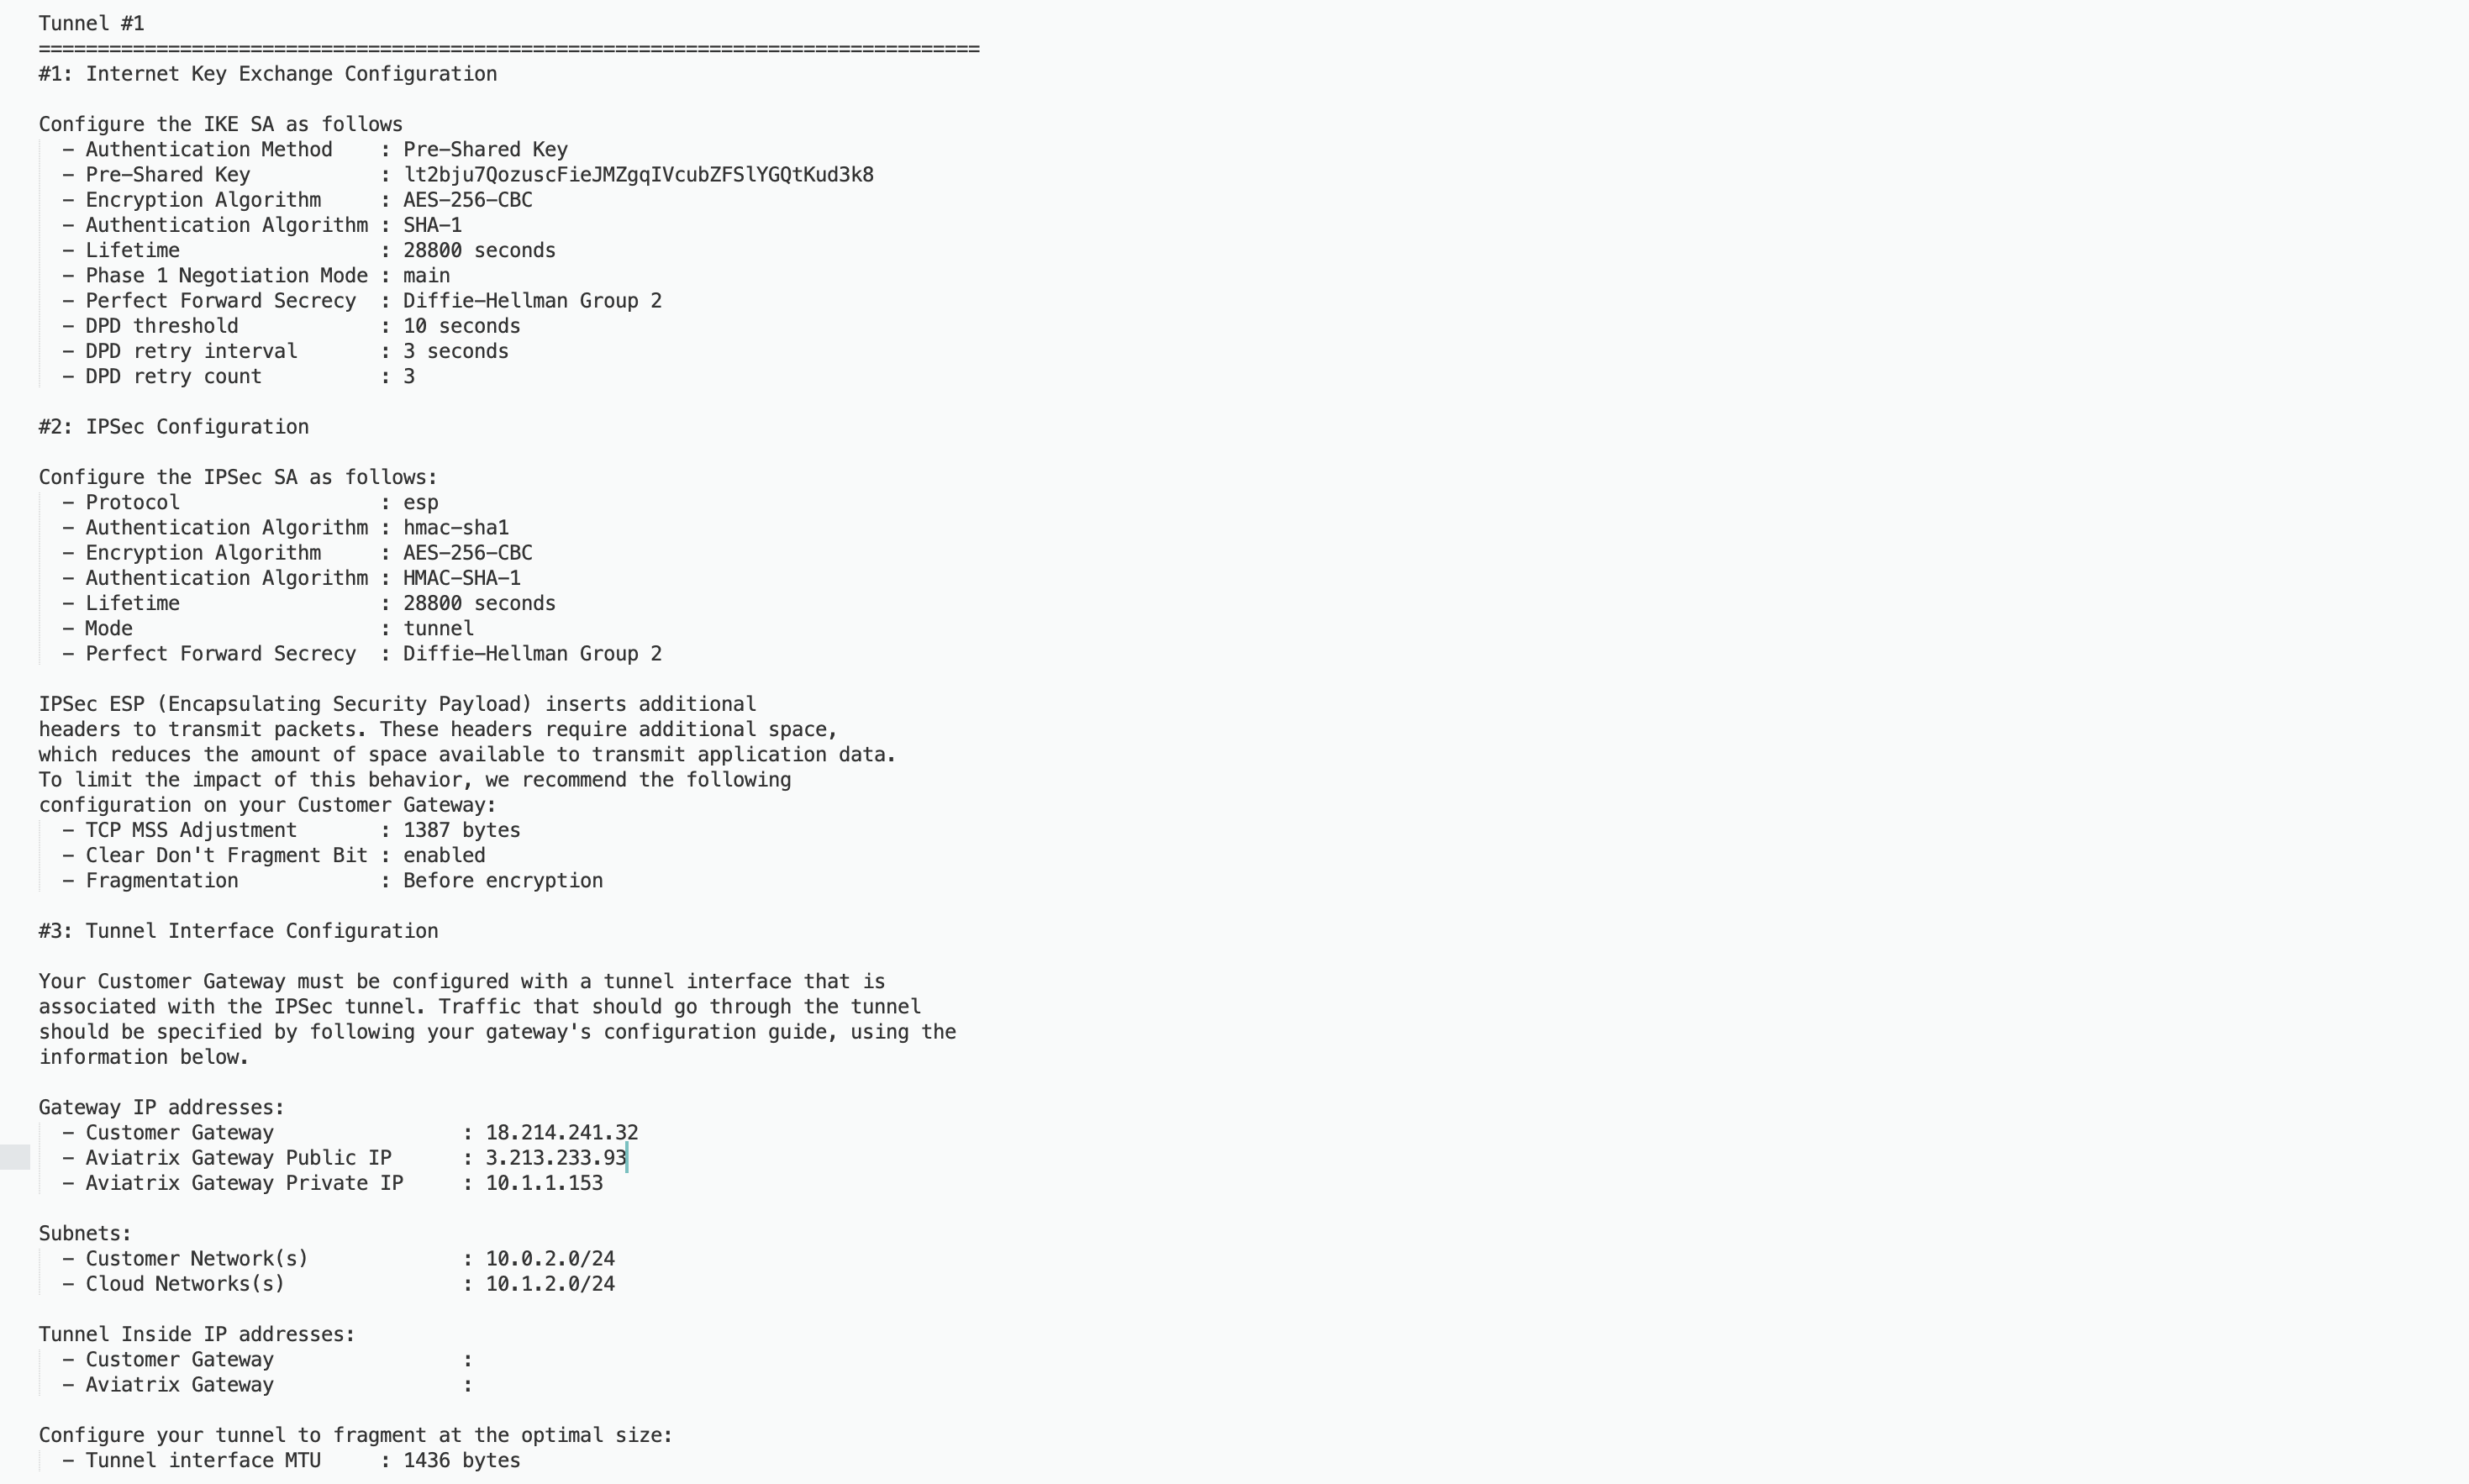 Tunnel #1
================================================================================
#1: Internet Key Exchange Configuration
Configure the IKE SA as follows
- Authentication Method    : Pre-Shared Key
- Pre-Shared Key           : lt2bju7QozuscFieJMZgqIVcubZFSlYGQtKud3k8
- Encryption Algorithm     : AES-256-CBC
- Authentication Algorithm : SHA-1
- Lifetime                 : 28800 seconds
- Phase 1 Negotiation Mode : main
- Perfect Forward Secrecy  : Diffie-Hellman Group 2
- DPD threshold            : 10 seconds
- DPD retry interval       : 3 seconds
- DPD retry count          : 3
#2: IPSec Configuration
Configure the IPSec SA as follows:
- Protocol                 : esp
- Authentication Algorithm : hmac-sha1
- Encryption Algorithm     : AES-256-CBC
- Authentication Algorithm : HMAC-SHA-1
- Lifetime                 : 28800 seconds
- Mode                     : tunnel
- Perfect Forward Secrecy  : Diffie-Hellman Group 2
IPSec ESP (Encapsulating Security Payload) inserts additional
headers to transmit packets. These headers require additional space,
which reduces the amount of space available to transmit application data.
To limit the impact of this behavior, we recommend the following
configuration on your Customer Gateway:
- TCP MSS Adjustment       : 1387 bytes
- Clear Don't Fragment Bit : enabled
- Fragmentation            : Before encryption
#3: Tunnel Interface Configuration
Your Customer Gateway must be configured with a tunnel interface that is
associated with the IPSec tunnel. Traffic that should go through the tunnel
should be specified by following your gateway's configuration guide, using the
information below.
Gateway IP addresses:
- Customer Gateway                : 18.214.241.32
- Aviatrix Gateway Public IP      : 3.213.233.93
- Aviatrix Gateway Private IP     : 10.1.1.153
Subnets:
- Customer Network(s)             : 10.0.2.0/24
- Cloud Networks(s)               : 10.1.2.0/24
Tunnel Inside IP addresses:
- Customer Gateway                :
- Aviatrix Gateway                :
Configure your tunnel to fragment at the optimal size:
- Tunnel interface MTU     : 1436 bytes